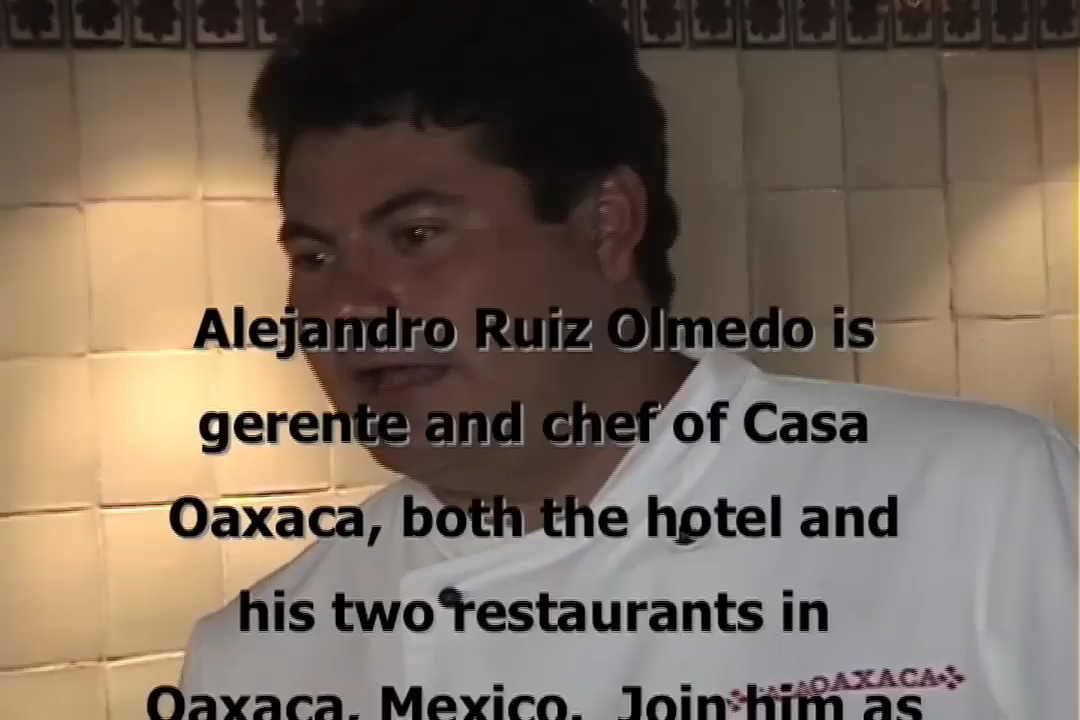 Alejandro Ruiz Olmedo is
gerente and chef of Casa
Oaxaca, both the hotel and
his two restaurants in
Oaxaca, Mexico. Join him as
OAXACA